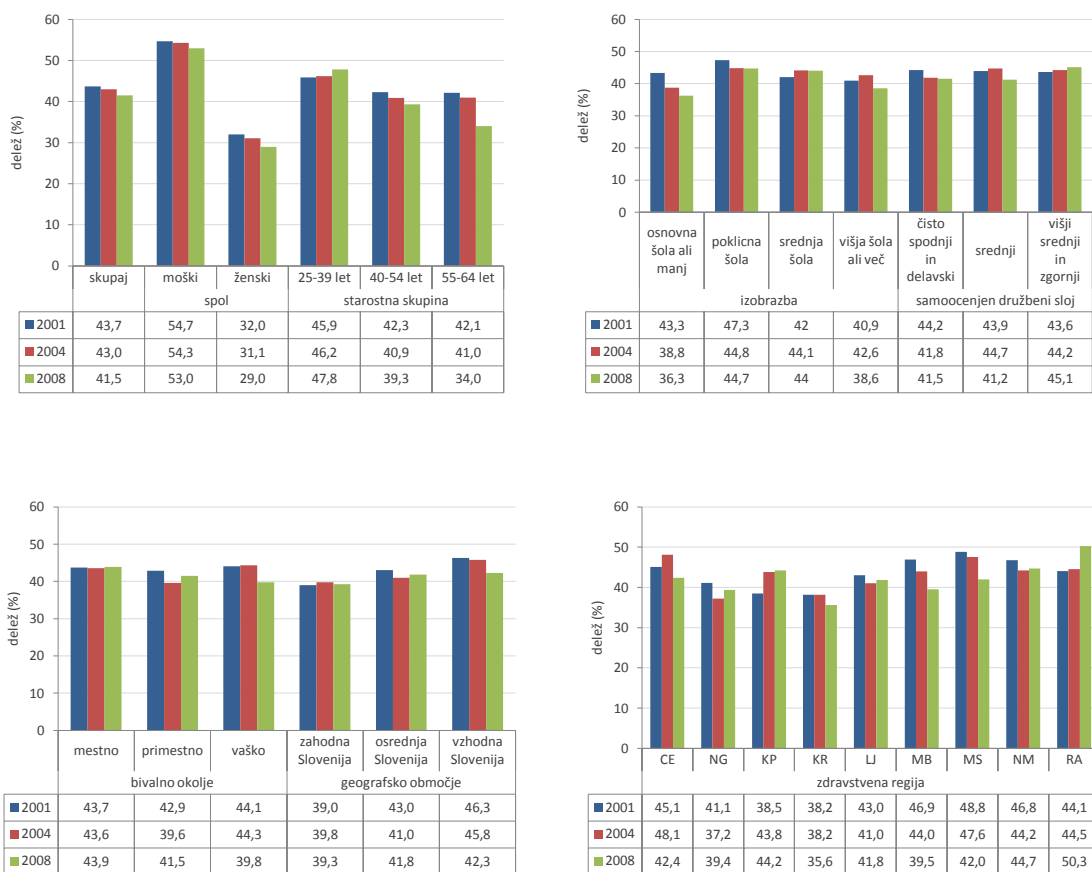 60
50
40
30
20
10
0
delež (%)
skupaj moški ženski 25-39 let 40-54 let 55-64 let
spol starostna skupina
2001 43,7 54,7 32,0 45,9 42,3 42,1
2004 43,0 54,3 31,1 46,2 40,9 41,0
2008 41,5 53,0 29,0 47,8 39,3 34,0
60
50
40
30
20
10
0
delež (%)
osnovna šola ali manj poklicna šola srednja šola višja šola ali več čisto spodnji in delavski srednji višji srednji in zgornji
izobrazba samoocenjen družbeni sloj
2001 43,3 47,3 42 40,9 44,2 43,9 43,6
2004 38,8 44,8 44,1 42,6 41,8 44,7 44,2
2008 36,3 44,7 44 38,6 41,5 41,2 45,1
60
50
40
30
20
10
0
delež (%)
mestno primestno vaško zahodna Slovenija osrednja Slovenija vzhodna Slovenija
bivalno okolje geografsko območje
2001 43,7 42,9 44,1 39,0 43,0 46,3
2004 43,6 39,6 44,3 39,8 41,0 45,8
2008 43,9 41,5 39,8 39,3 41,8 42,3
60
50
40
30
20
10
0
delež (%)
CE NG KP KR LJ MB MS NM RA
zdravstvena regija
2001 45,1 41,1 38,5 38,2 43,0 46,9 48,8 46,8 44,1
2004 48,1 37,2 43,8 38,2 41,0 44,0 47,6 44,2 44,5
2008 42,4 39,4 44,2 35,6 41,8 39,5 42,0 44,7 50,3